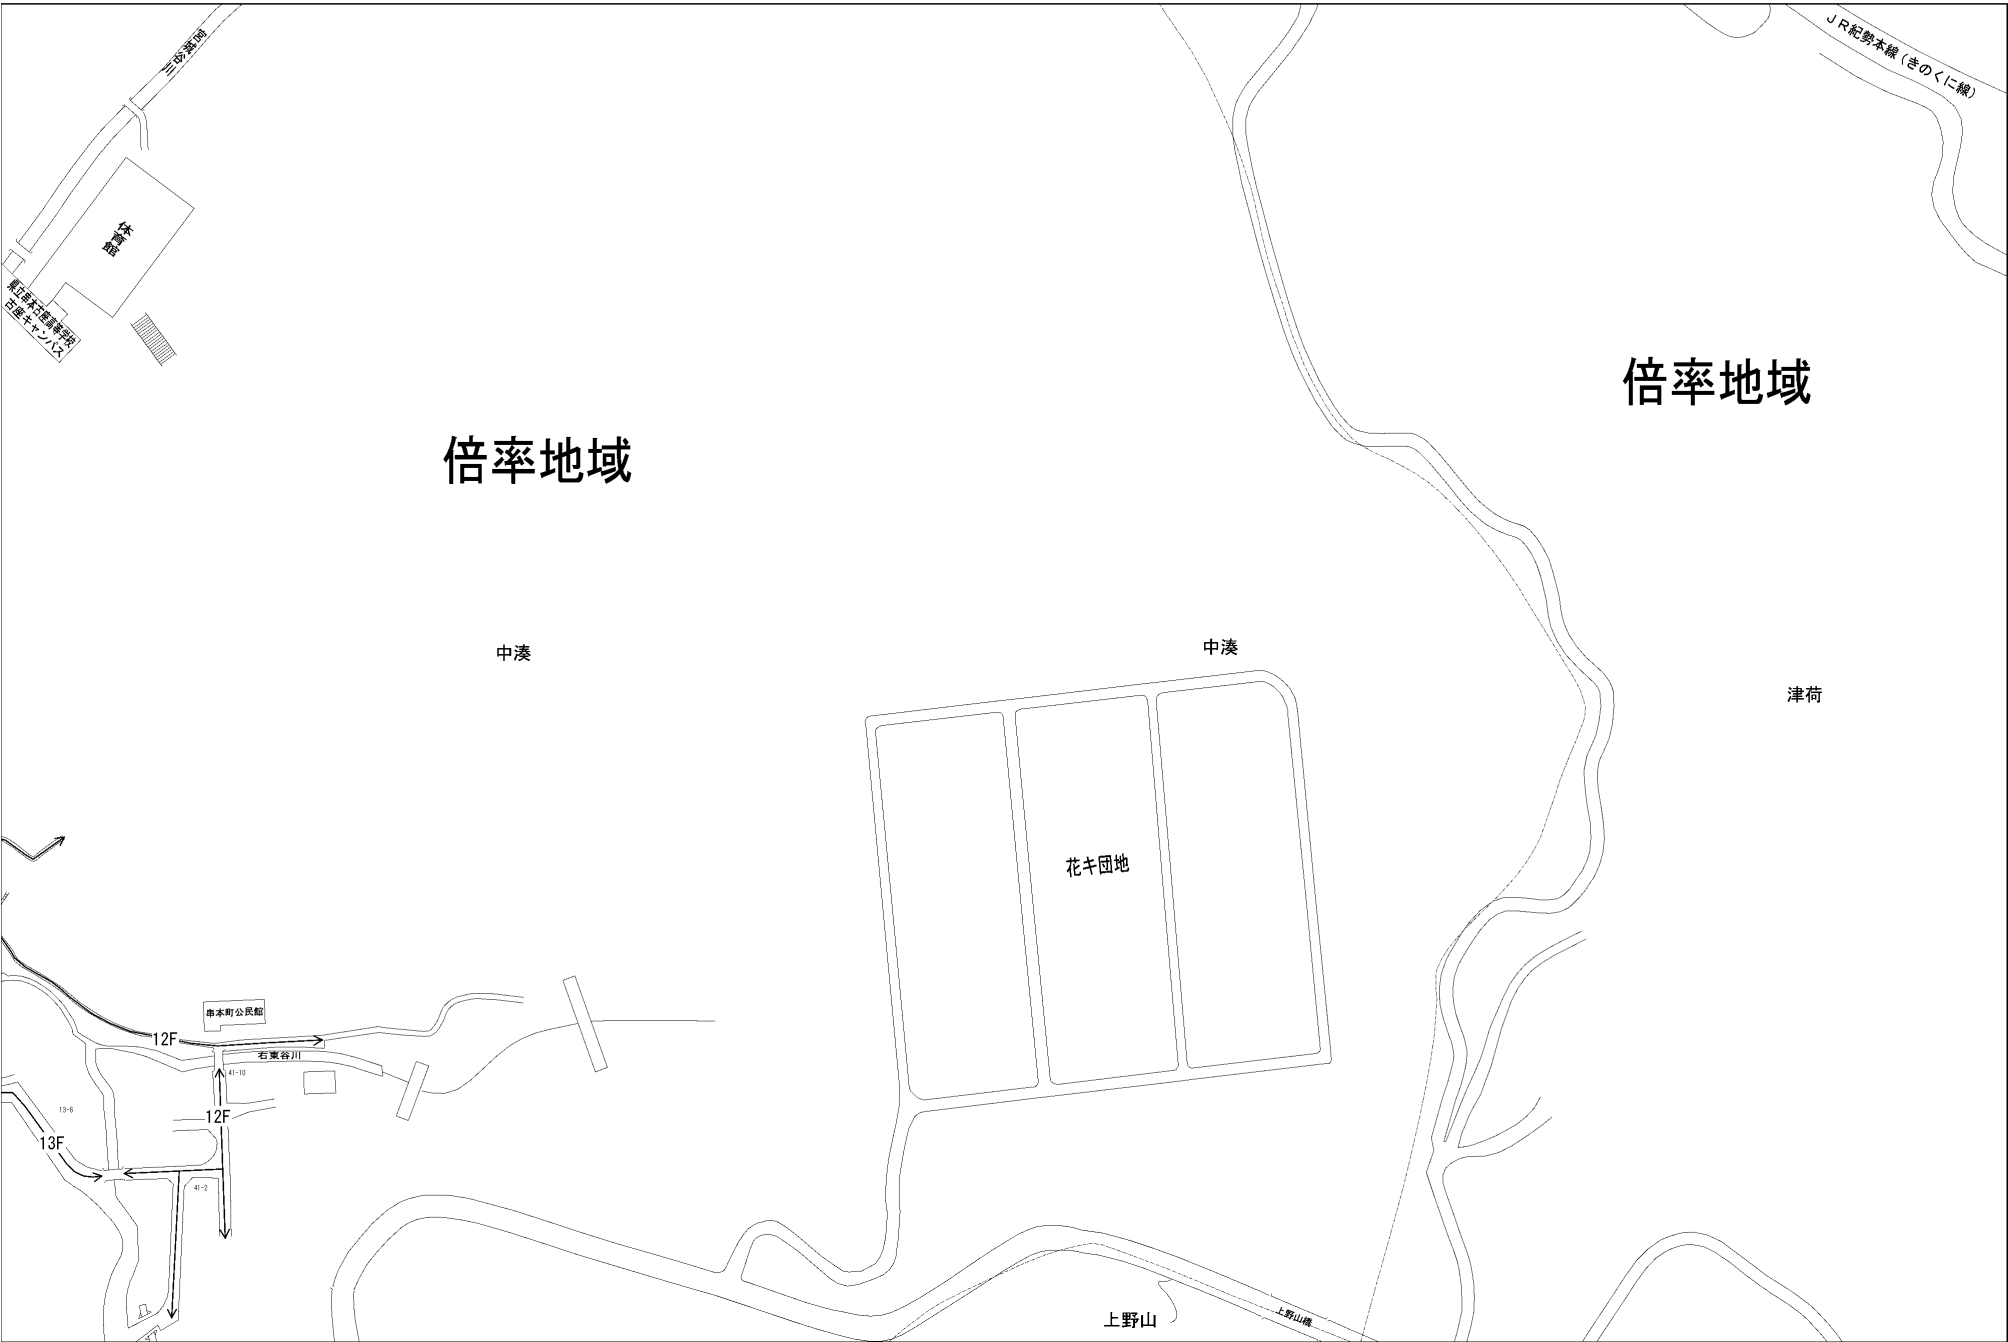 宮城谷川
JR紀勢本線(きのくに線)
体育館
県立串本古座高等学校
古座キャンパス
倍率地域
倍率地域
中湊
中湊
津荷
花キ団地
串本町公民館
12F
右東谷川
41-10
13-6
12F
13F
41-2
上野山
上野山橋